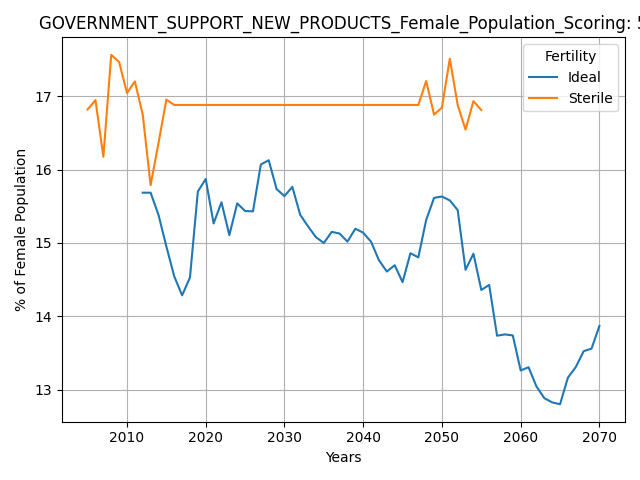 GOVERNMENT_SUPPORT_NEW_PRODUCTS_Female_Population_Scoring: 5
Fertility
Ideal
Sterile
% of Female Population
17
16
15
14
13
2010 2020 2030 2040 2050 2060 2070
Years